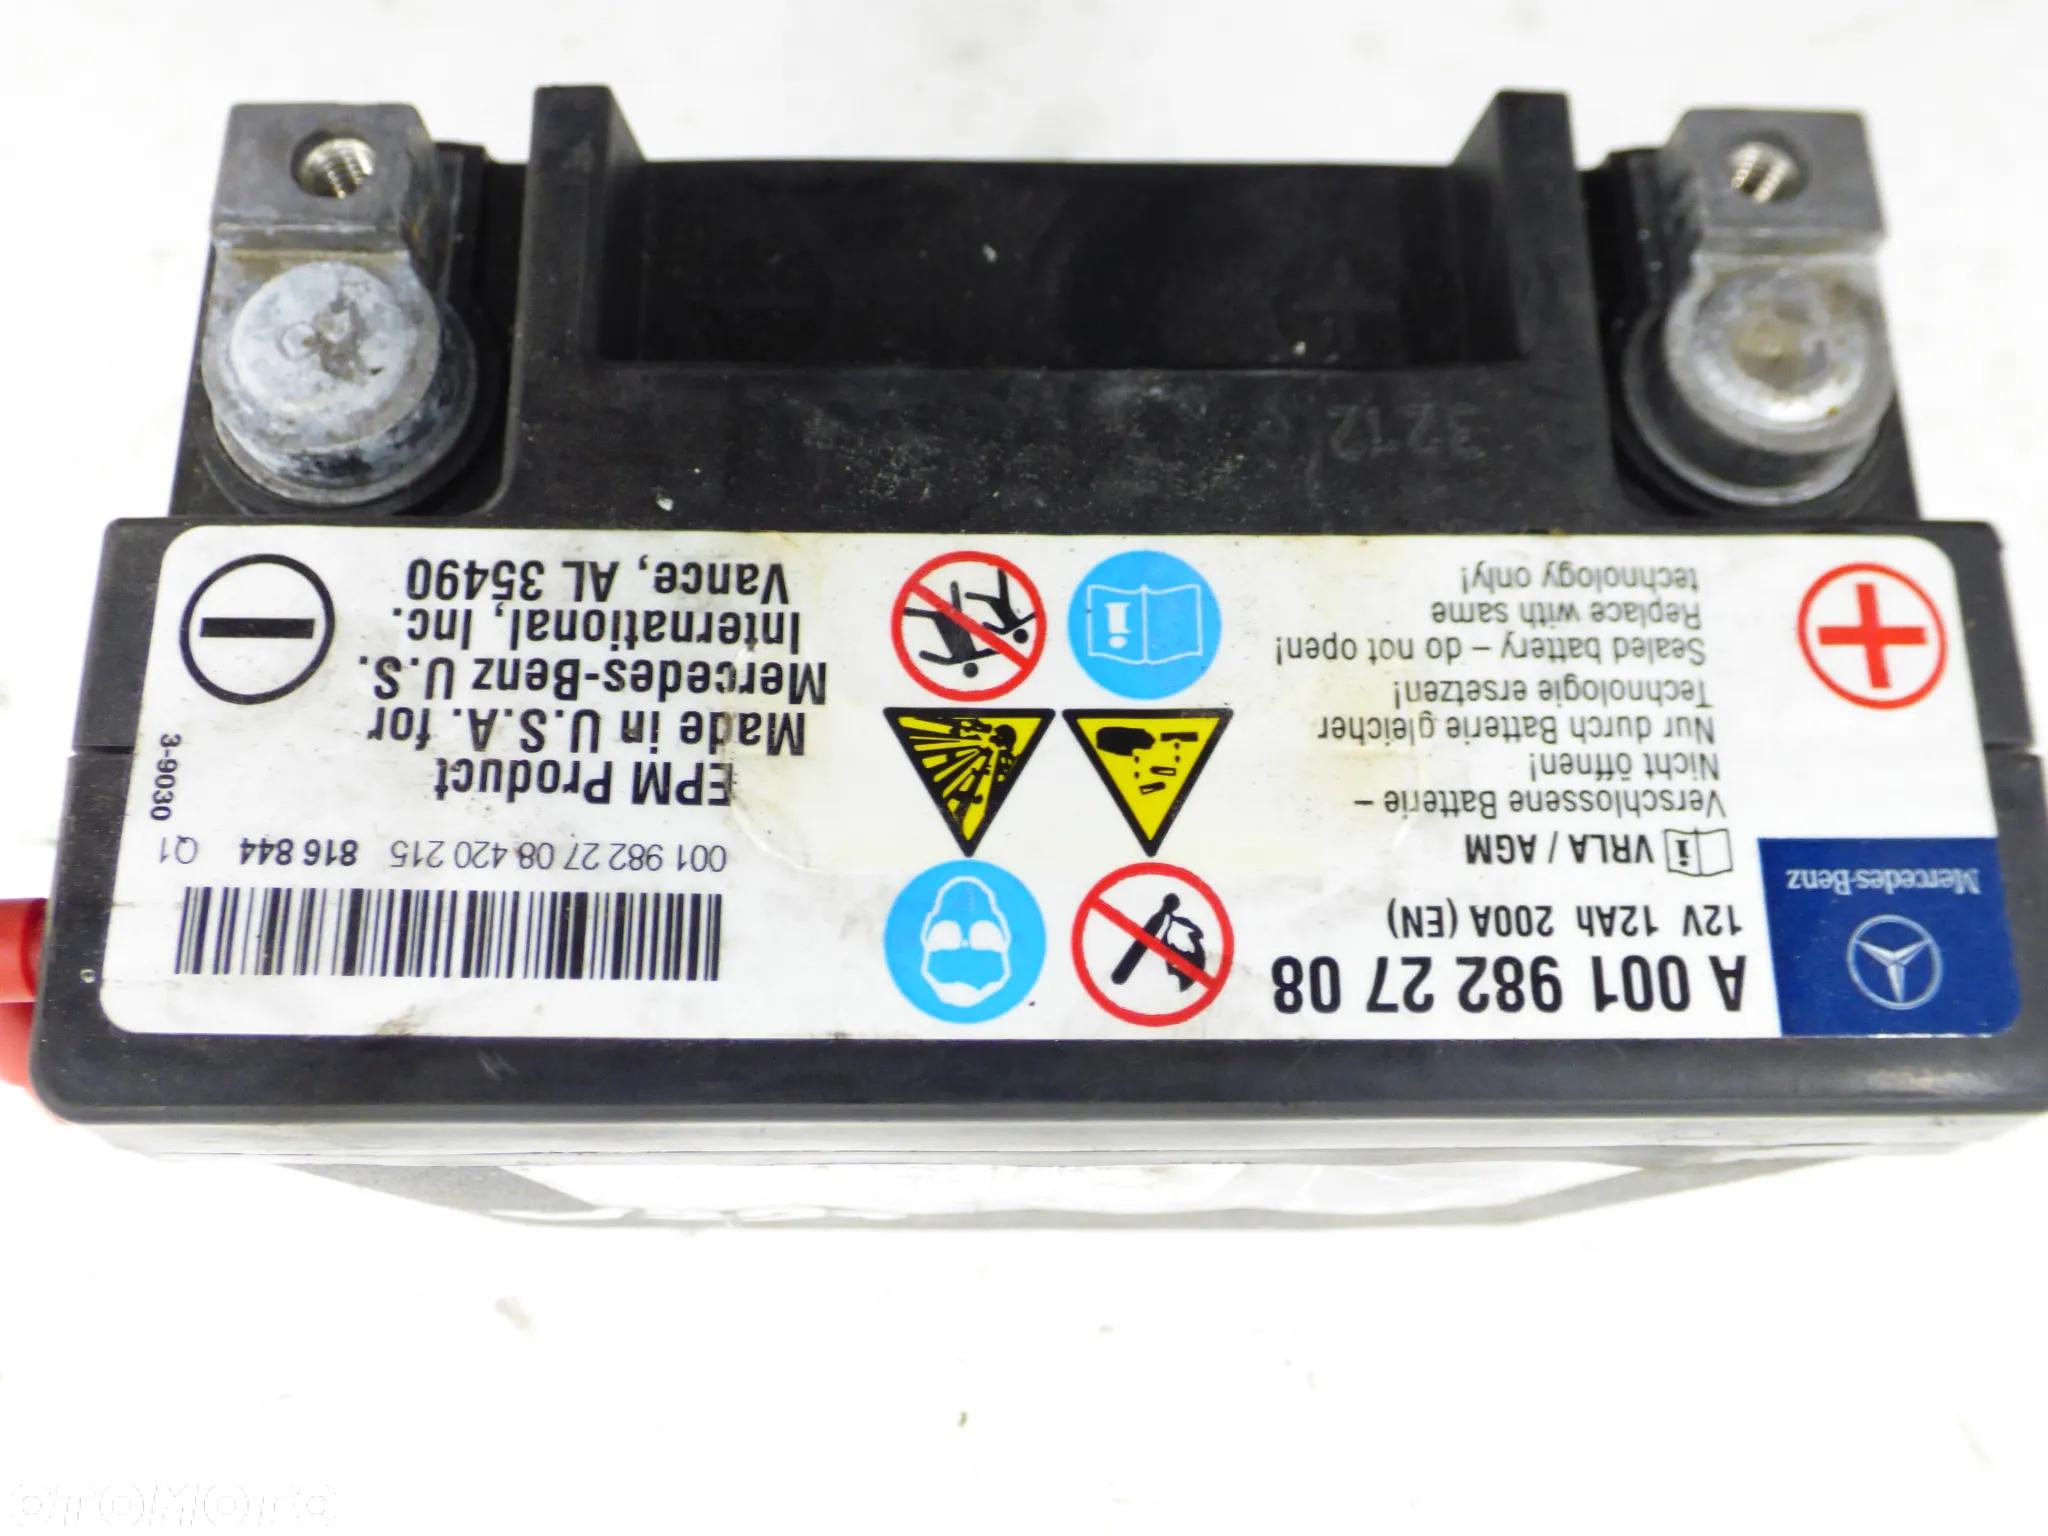 Mercedes-Benz
A 001 982 27 08
12V 12Ah 200A (EN)
VRLA / AGM
Verschlossene Batterie –
Nicht öffnen!
Nur durch Batterie gleicher
Technologie ersetzen!
Sealed battery – do not open!
Replace with same
technology only!
001 982 27 08 420 215 816 844 Q1
3-9030
EPM Product
Made in U.S.A. for
Mercedes-Benz U.S.
International, Inc.
Vance, AL 35490
3212
OTOMOTO